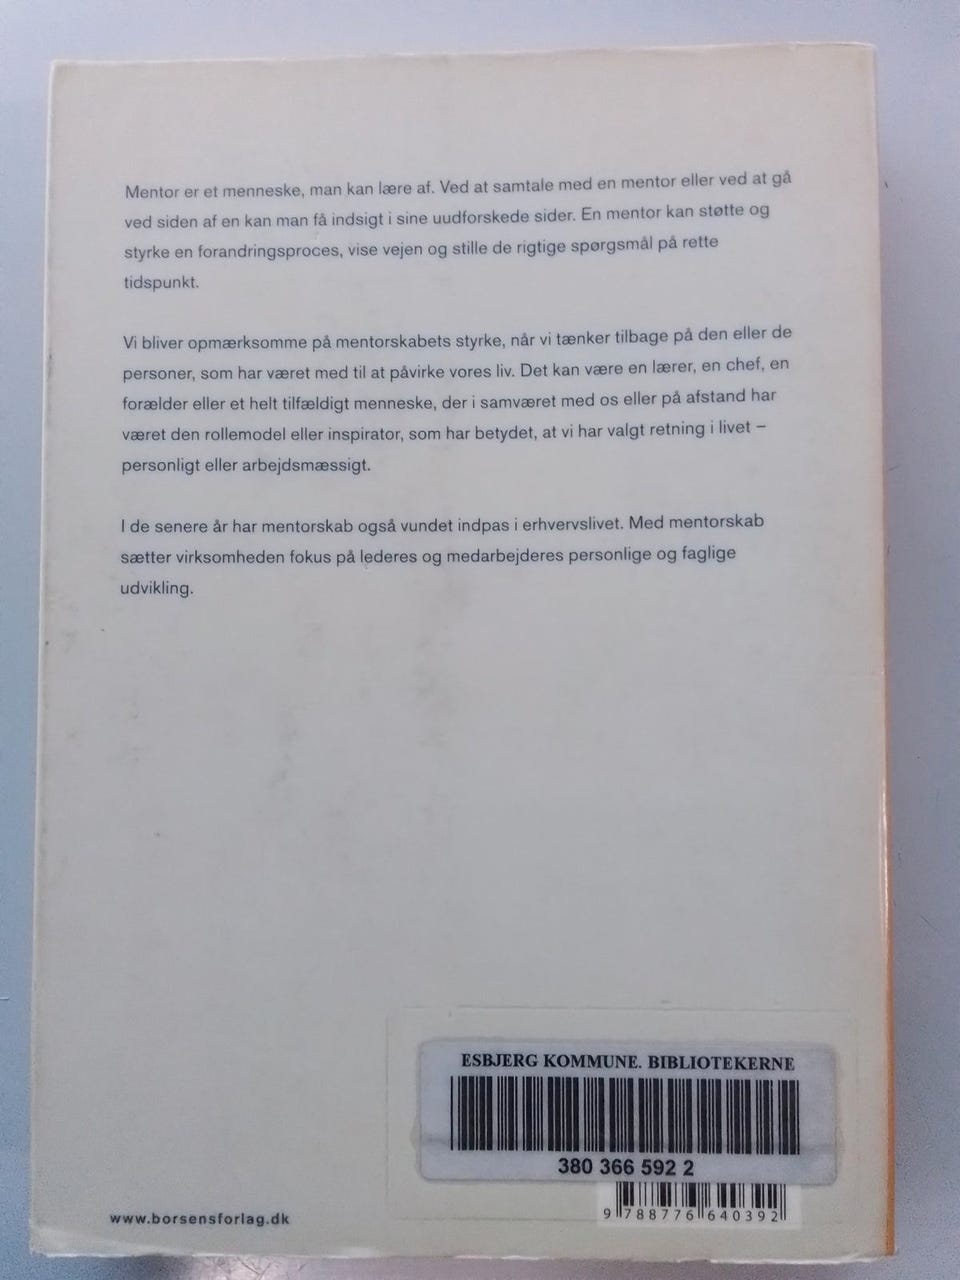 Mentor er et menneske, man kan lære af. Ved at samtale med en mentor eller ved at gå
ved siden af en kan man få indsigt i sine uudforskede sider. En mentor kan støtte og
styrke en forandringsproces, vise vejen og stille de rigtige spørgsmål på rette
tidspunkt.
Vi bliver opmærksomme på mentorskabets styrke, når vi tænker tilbage på den eller de
personer, som har været med til at påvirke vores liv. Det kan være en lærer, en chef, en
forælder eller et helt tilfældigt menneske, der i samværet med os eller på afstand har
været den rollemodel eller inspirator, som har betydet, at vi har valgt retning i livet –
personligt eller arbejdsmæssigt.
I de senere år har mentorskab også vundet indpas i erhvervslivet. Med mentorskab
sætter virksomheden fokus på lederes og medarbejderes personlige og faglige
udvikling.
ESBJERG KOMMUNE. BIBLIOTEKERNE
380 366 592 2
9 788776 640392
www.borsensforlag.dk